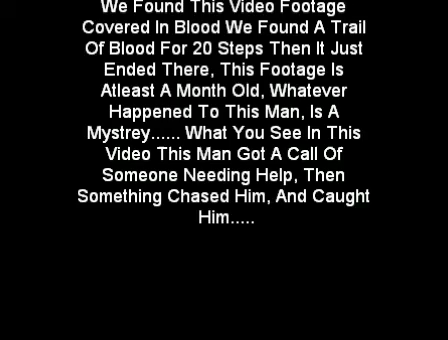 We Found This Video Footage
Covered In Blood We Found A Trail
Of Blood For 20 Steps Then It Just
Ended There, This Footage Is
Atleast A Month Old, Whatever
Happened To This Man, Is A
Mystrey...... What You See In This
Video This Man Got A Call Of
Someone Needing Help, Then
Something Chased Him, And Caught
Him.....